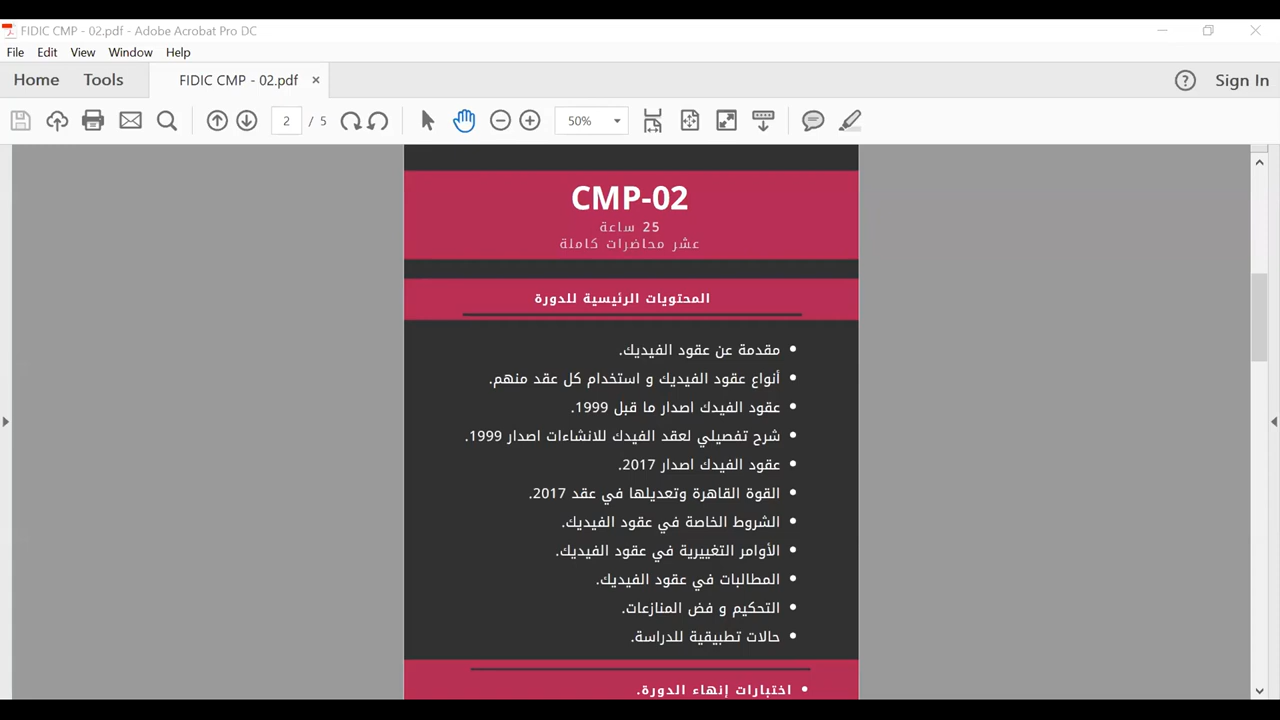 FIDIC CMP - 02.pdf - Adobe Acrobat Pro DC
File Edit View Window Help
Home Tools FIDIC CMP - 02.pdf × Sign In
2 / 5 50%
CMP-02
25 ساعة
عشر محاضرات كاملة
المحتويات الرئيسية للدورة
• مقدمة عن عقود الفيديك.
• أنواع عقود الفيديك و استخدام كل عقد منهم.
• عقود الفيدك اصدار ما قبل 1999.
• شرح تفصيلي لعقد الفيدك للانشاءات اصدار 1999.
• عقود الفيدك اصدار 2017.
• القوة القاهرة وتعديلها في عقد 2017.
• الشروط الخاصة في عقود الفيديك.
• الأوامر التغييرية في عقود الفيديك.
• المطالبات في عقود الفيديك.
• التحكيم و فض المنازعات.
• حالات تطبيقية للدراسة.
• اختبارات إنهاء الدورة.